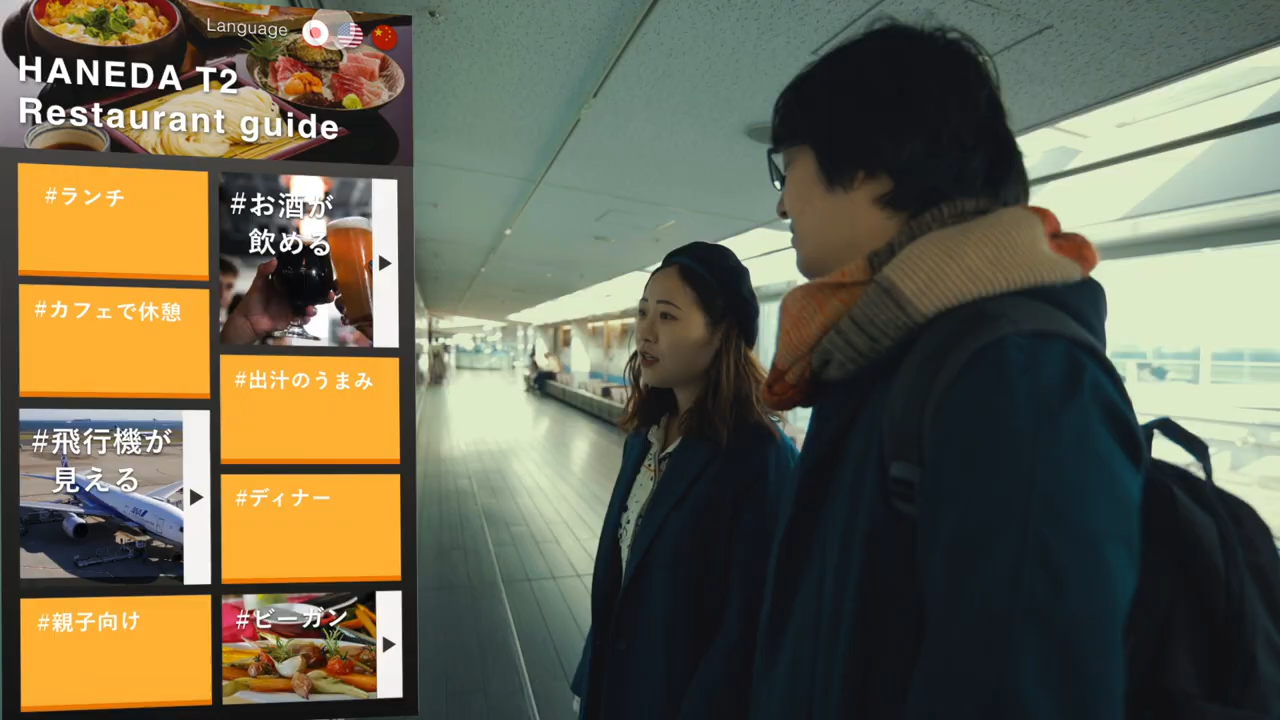 Language
HANEDA T2
Restaurant guide
#ランチ
#お酒が
飲める
#カフェで休憩
#出汁のうまみ
#飛行機が
見える
#ディナー
#親子向け
#ビーガン
ANA